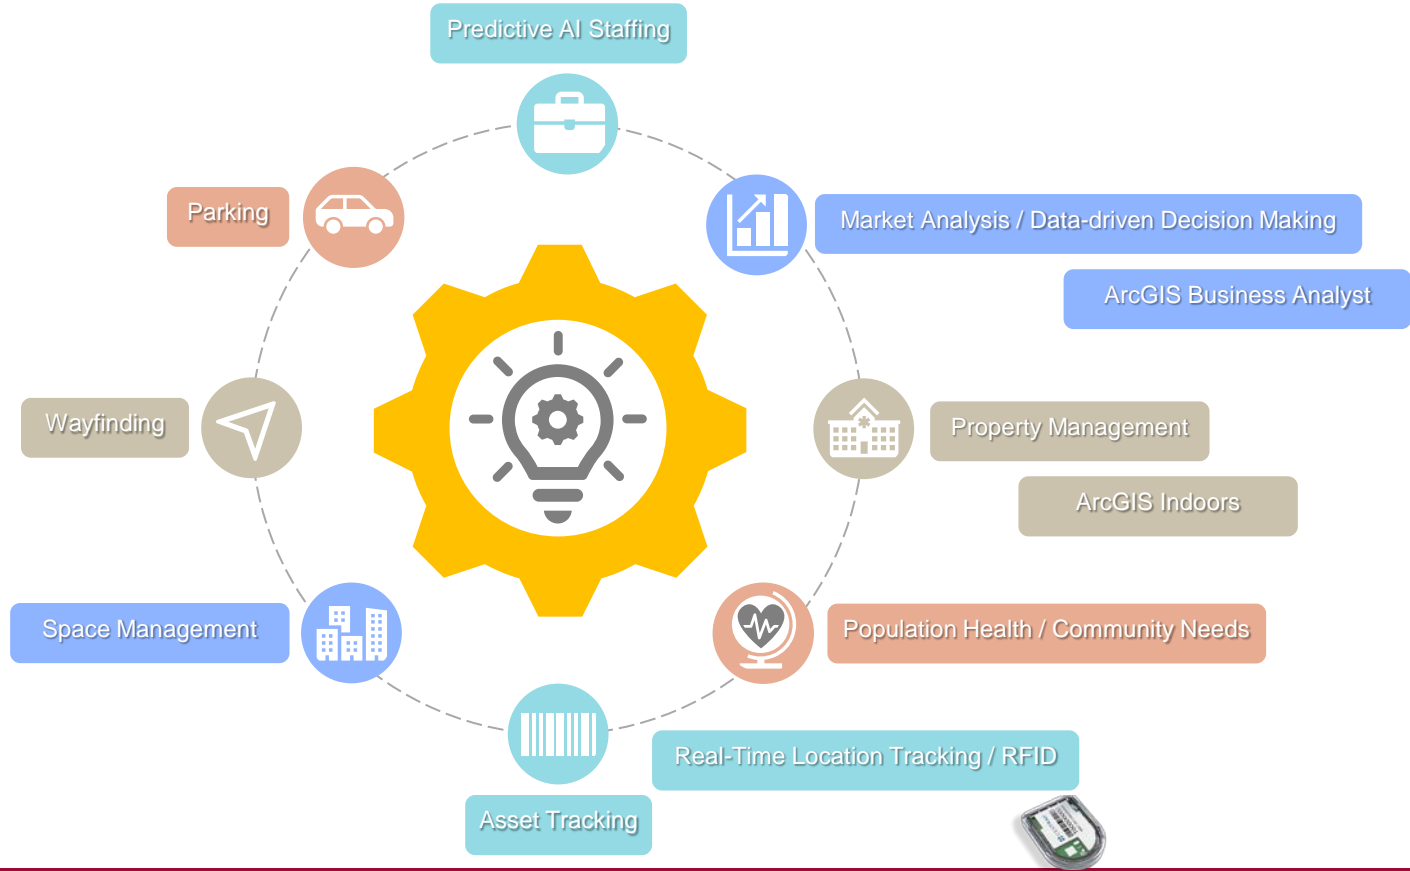 Predictive AI Staffing
Parking
Market Analysis / Data-driven Decision Making
ArcGIS Business Analyst
Wayfinding
Property Management
ArcGIS Indoors
Space Management
Population Health / Community Needs
Real-Time Location Tracking / RFID
Asset Tracking